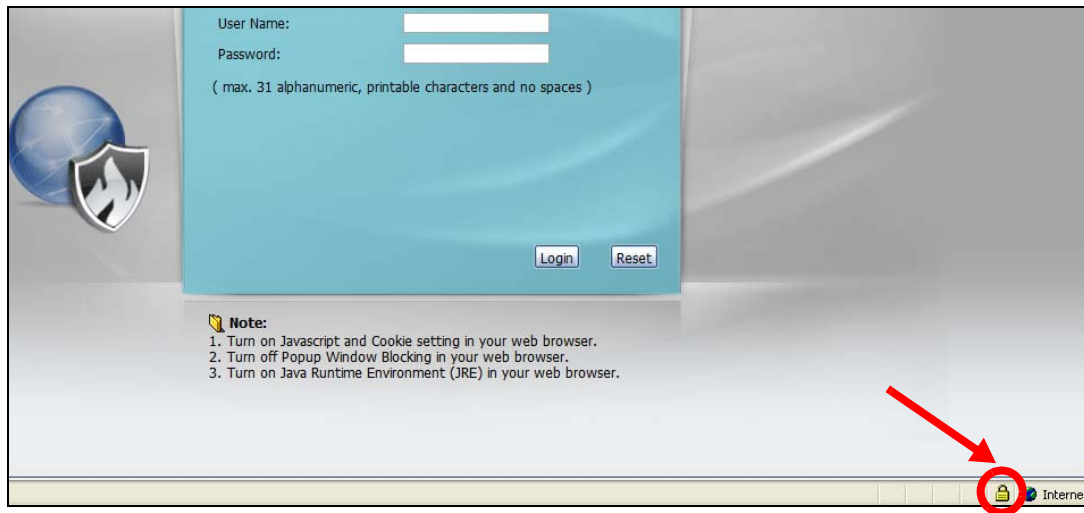 User Name:
Password:
( max. 31 alphanumeric, printable characters and no spaces )
Login Reset
Note:
1. Turn on Javascript and Cookie setting in your web browser.
2. Turn off Popup Window Blocking in your web browser.
3. Turn on Java Runtime Environment (JRE) in your web browser.
Interne